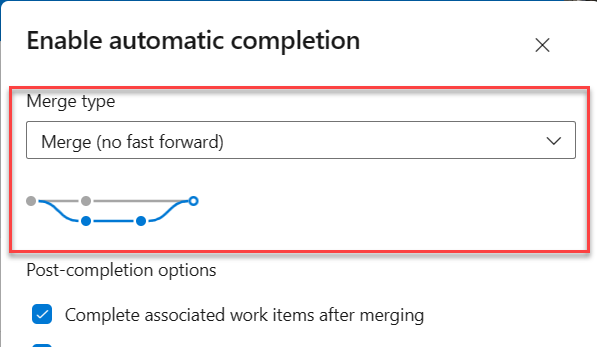 Enable automatic completion
Merge type
Merge (no fast forward)
Post-completion options
Complete associated work items after merging